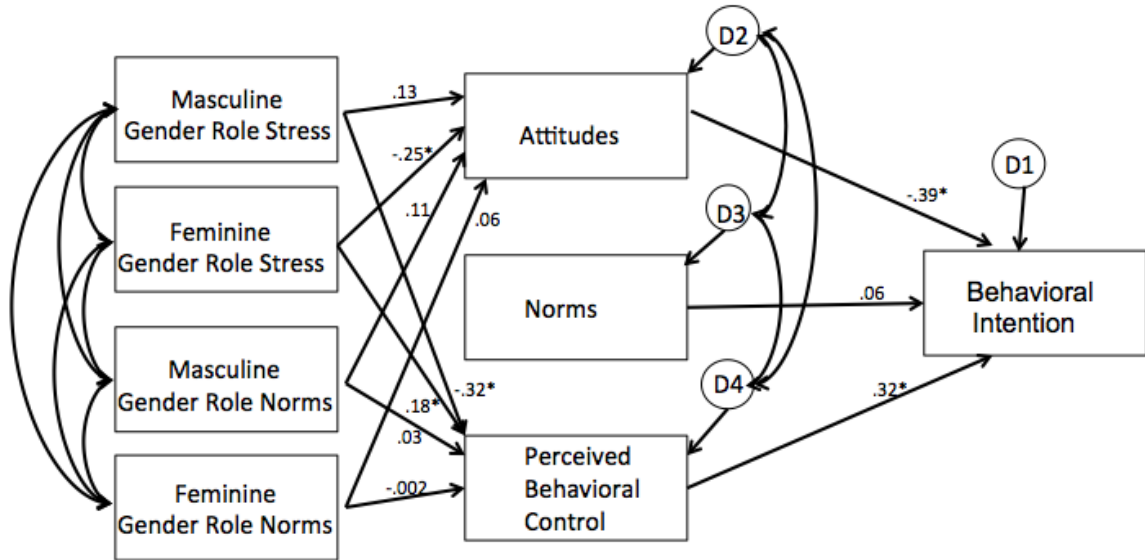 D2
Masculine
Gender Role Stress
.13
Attitudes
-.25*
D1
.11
.06
-.39*
D3
Feminine
Gender Role Stress
Norms
.06
Behavioral
Intention
Masculine
Gender Role Norms
-.32*
.18*
D4
.32*
.03
Perceived
Behavioral
Control
Feminine
Gender Role Norms
-.002